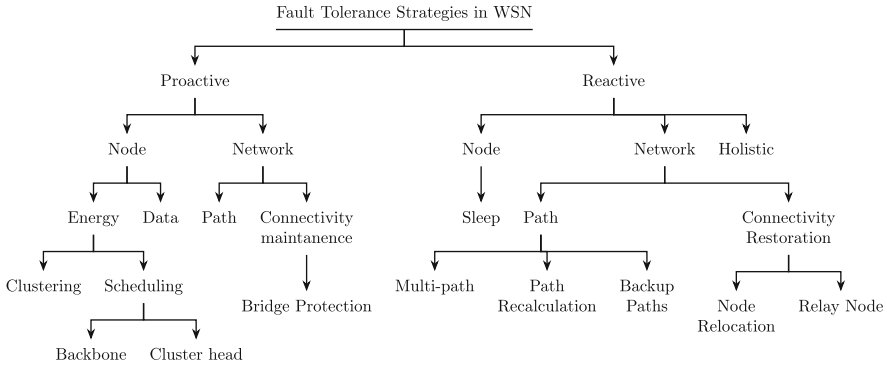 Fault Tolerance Strategies in WSN
Proactive
Reactive
Node
Network
Node
Network
Holistic
Energy
Data
Path
Connectivity
maintanence
Sleep
Path
Connectivity
Restoration
Clustering
Scheduling
Bridge Protection
Multi-path
Path
Recalculation
Backup
Paths
Node
Relocation
Relay Node
Backbone
Cluster head